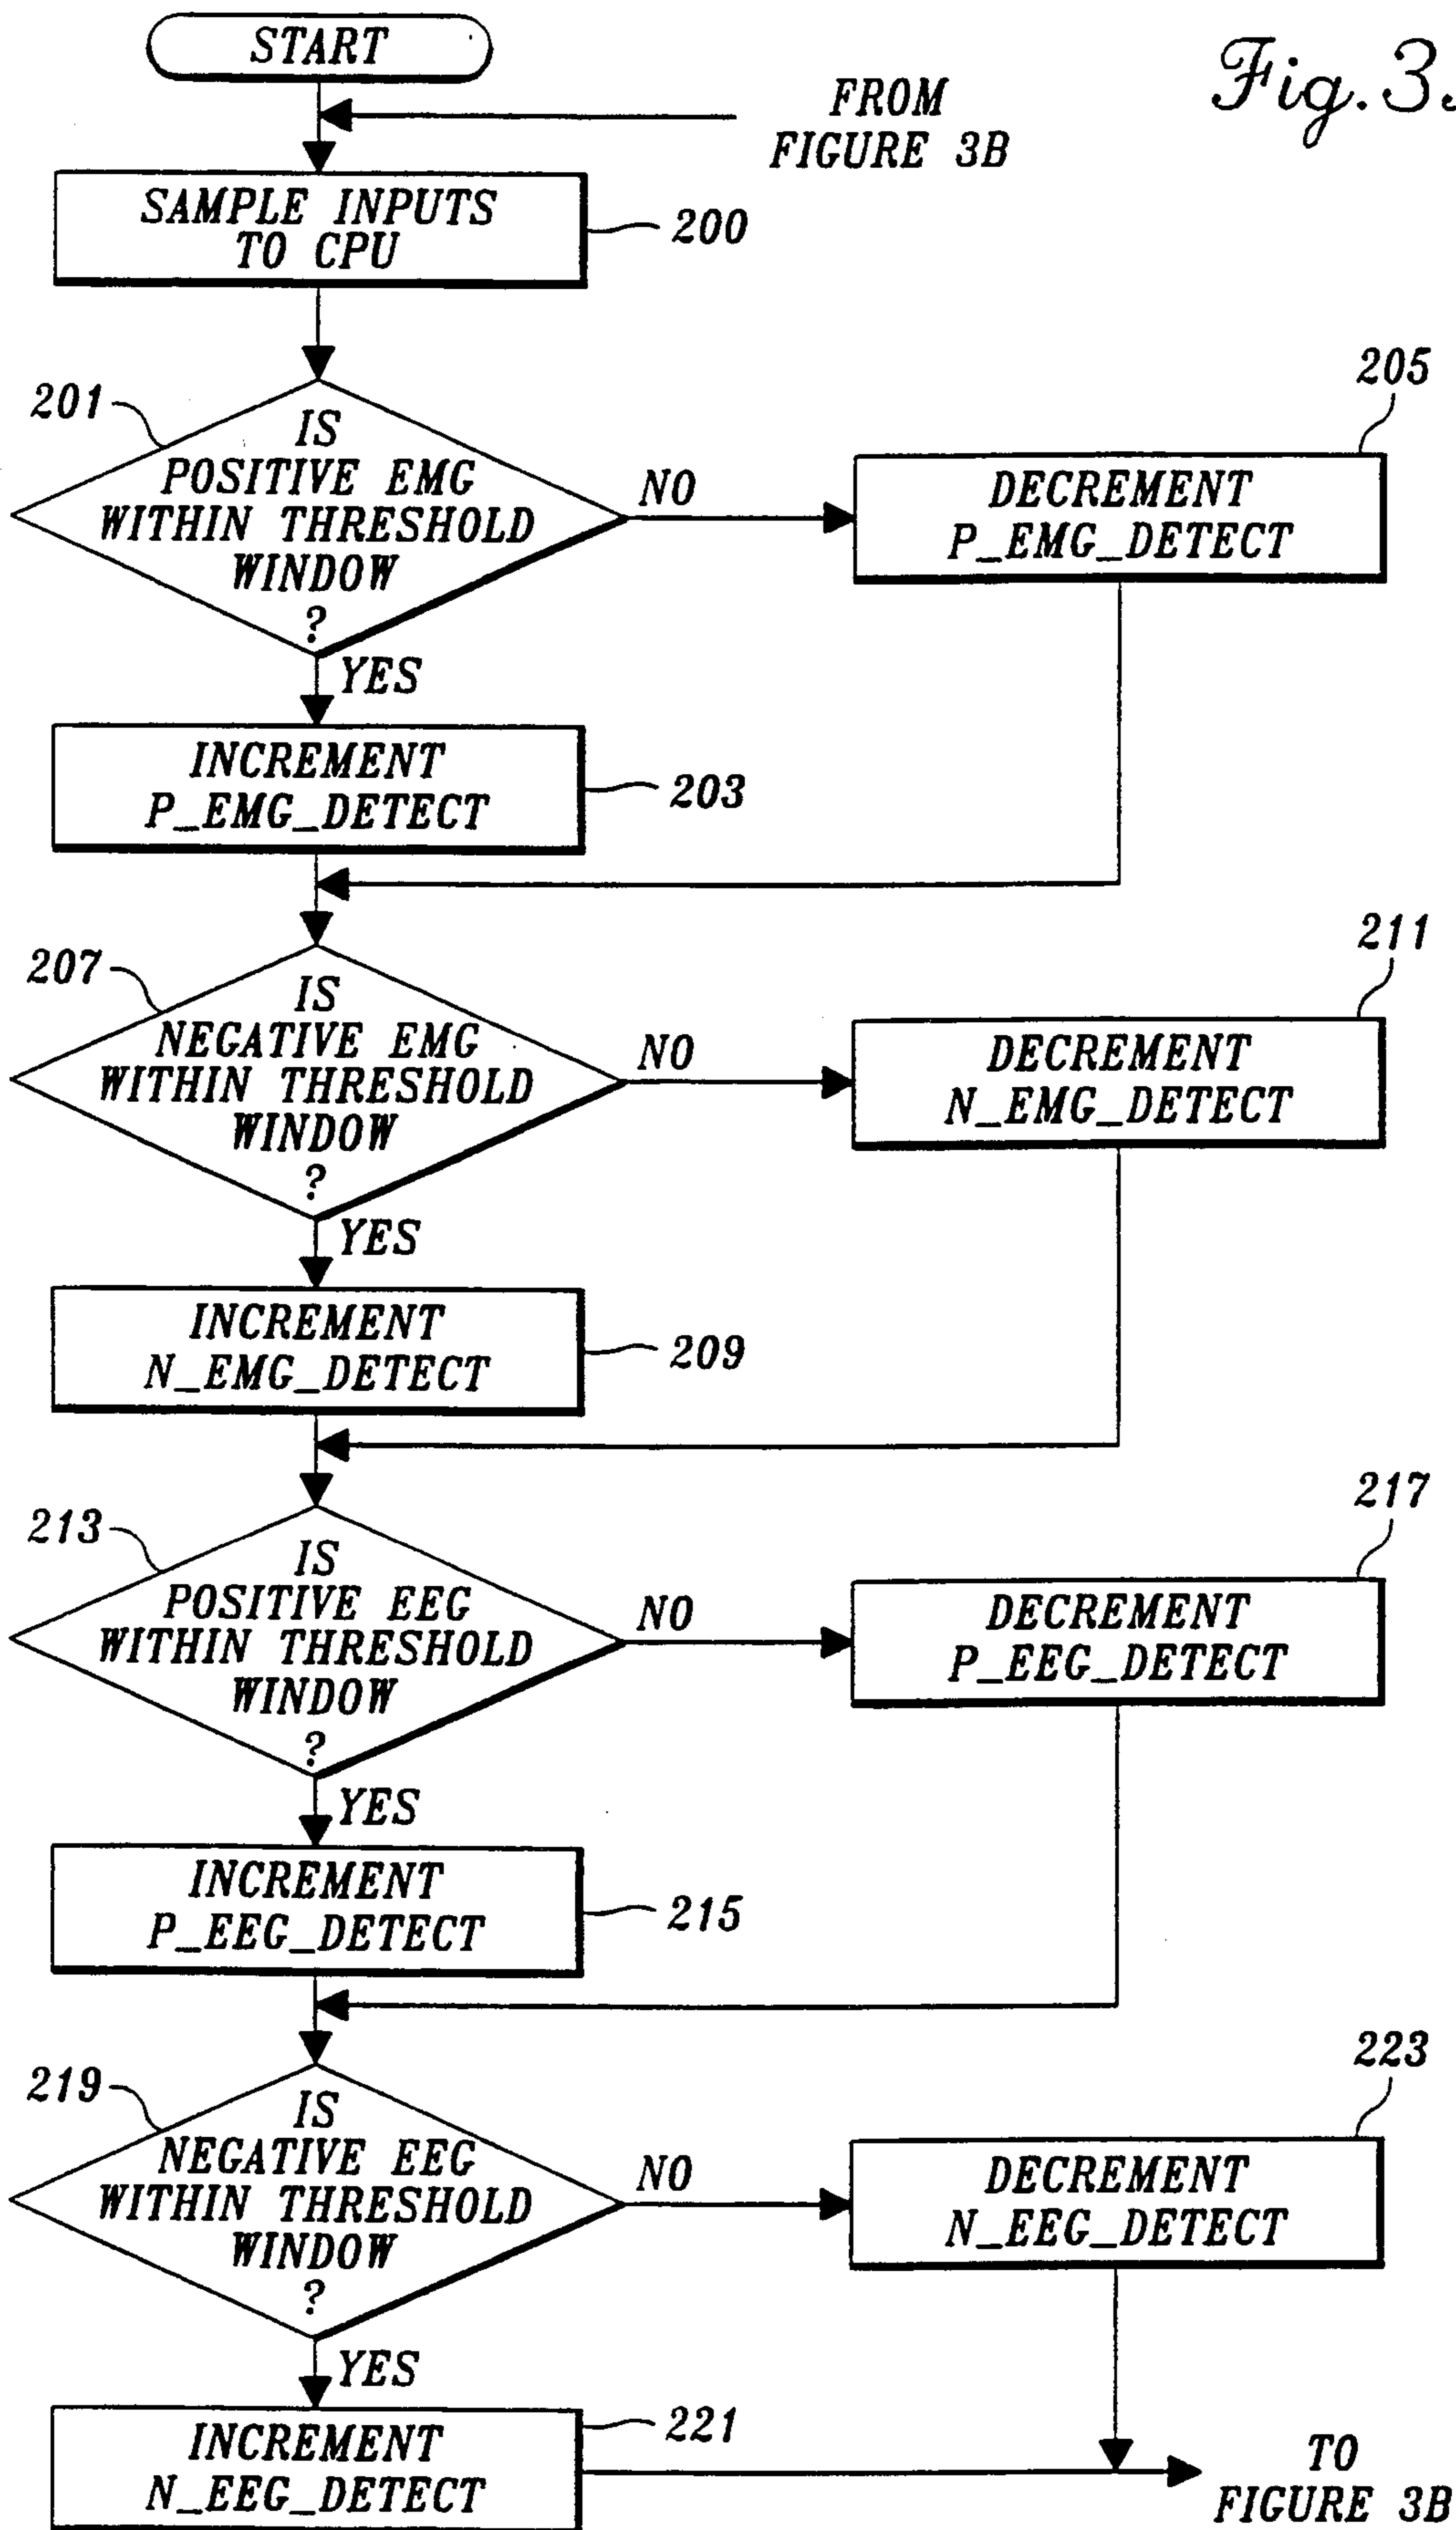 START
Fig. 3
FROM
FIGURE 3B
SAMPLE INPUTS
TO CPU
200
201
IS
POSITIVE EMG
WITHIN THRESHOLD
WINDOW
?
NO
205
DECREMENT
P_EMG_DETECT
YES
INCREMENT
P_EMG_DETECT
203
207
IS
NEGATIVE EMG
WITHIN THRESHOLD
WINDOW
?
NO
211
DECREMENT
N_EMG_DETECT
YES
INCREMENT
N_EMG_DETECT
209
213
IS
POSITIVE EEG
WITHIN THRESHOLD
WINDOW
?
NO
217
DECREMENT
P_EEG_DETECT
YES
INCREMENT
P_EEG_DETECT
215
219
IS
NEGATIVE EEG
WITHIN THRESHOLD
WINDOW
?
NO
223
DECREMENT
N_EEG_DETECT
YES
INCREMENT
N_EEG_DETECT
221
TO
FIGURE 3B